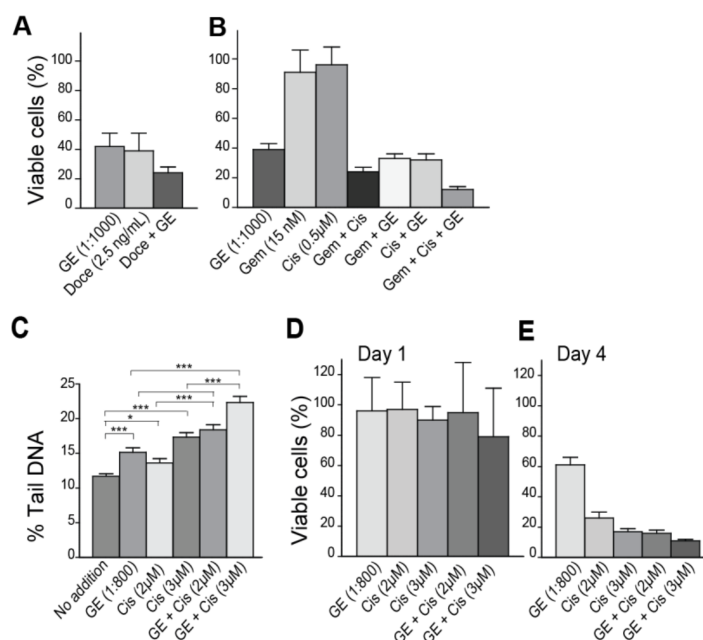 A
B
Viable cells (%)
100
80
60
40
20
0
GE (1:1000)
Doce (2.5 ng/mL)
Doce + GE
100
80
60
40
20
0
GE (1:1000)
Gem (15 nM)
Cis (0.5µM)
Gem + Cis
Gem + GE
Cis + GE
Gem + Cis + GE
C
% Tail DNA
25
20
15
10
5
0
***
***
***
***
*
***
No addition
GE (1:800)
Cis (2µM)
Cis (3µM)
GE + Cis (2µM)
GE + Cis (3µM)
D
Day 1
Viable cells (%)
120
100
80
60
40
20
0
GE (1:800)
Cis (2µM)
Cis (3µM)
GE + Cis (2µM)
GE + Cis (3µM)
E
Day 4
120
100
80
60
40
20
0
GE (1:800)
Cis (2µM)
Cis (3µM)
GE + Cis (2µM)
GE + Cis (3µM)